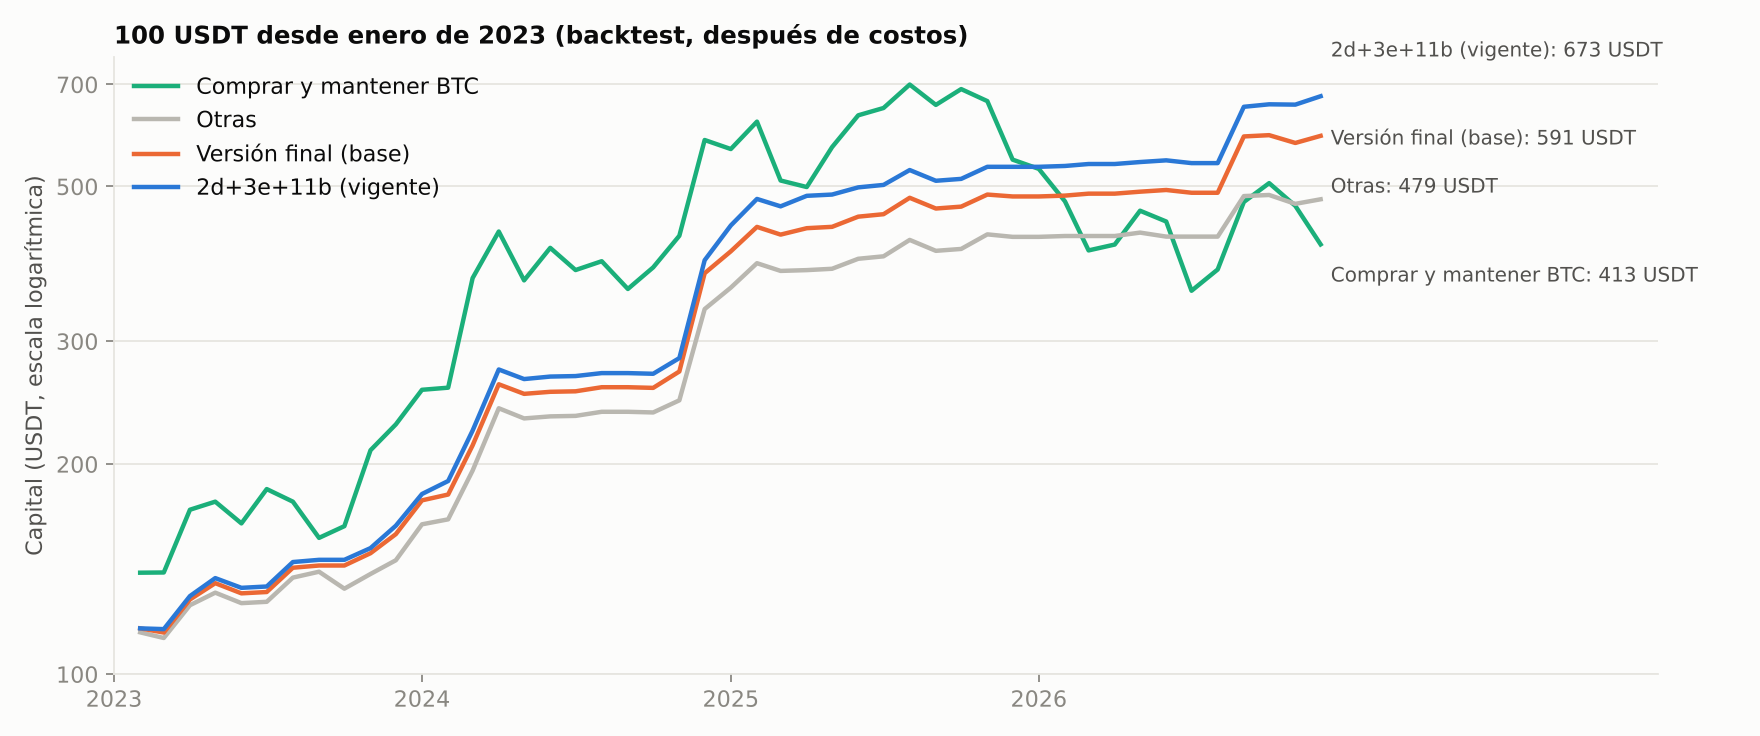 100 USDT desde enero de 2023 (backtest, después de costos)
2d+3e+11b (vigente): 673 USDT
700
Comprar y mantener BTC
Otras
Versión final (base)
2d+3e+11b (vigente)
Versión final (base): 591 USDT
500
Otras: 479 USDT
Comprar y mantener BTC: 413 USDT
300
200
100
Capital (USDT, escala logarítmica)
2023
2024
2025
2026